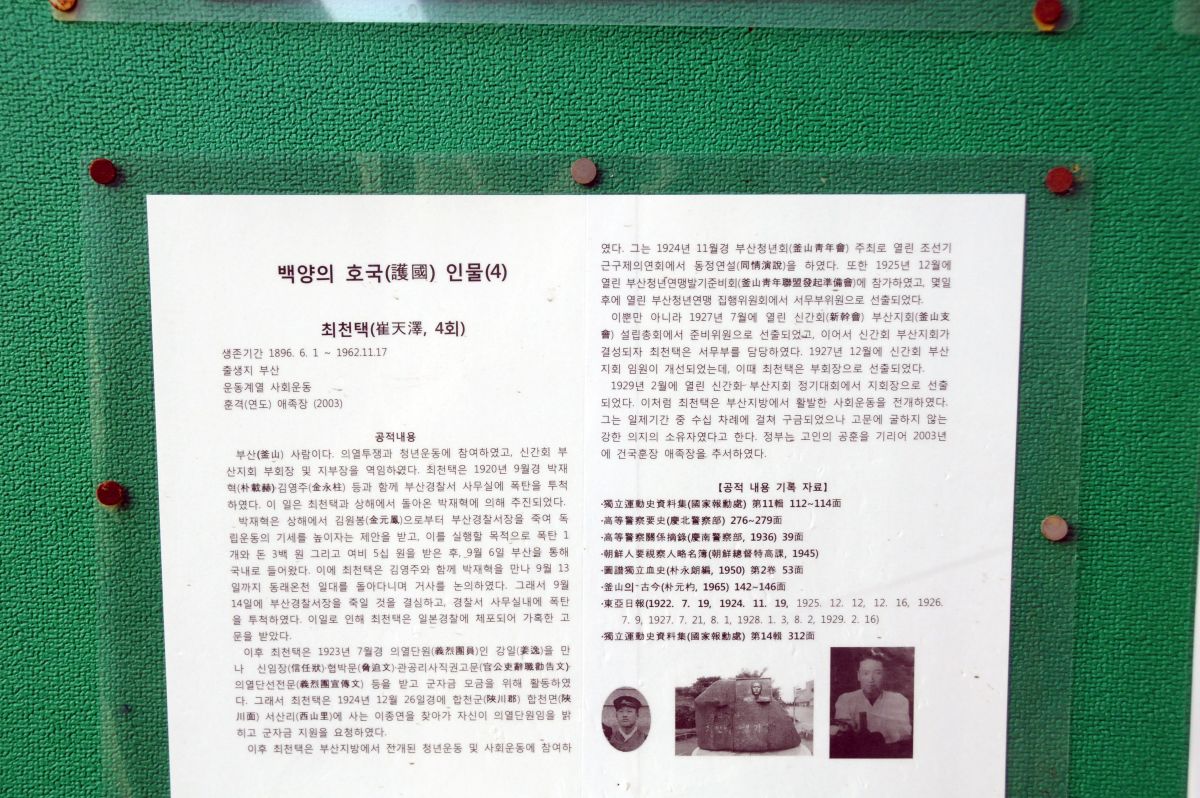 백양의 호국(護國) 인물(4)
최천택(崔天澤, 4회)
생존기간 1896. 6. 1 ~ 1962.11.17
출생지 부산
운동계열 사회운동
훈격(연도) 애족장 (2003)
공적내용
부산(釜山) 사람이다. 의열투쟁과 청년운동에 참여하였고, 신간회 부
산지회 부회장 및 지부장을 역임하였다. 최천택은 1920년 9월경 박재
혁(朴載赫)·김영주(金永柱) 등과 함께 부산경찰서 사무실에 폭탄을 투척
하였다. 이 일은 최천택과 상해에서 돌아온 박재혁에 의해 추진되었다.
박재혁은 상해에서 김원봉(金元鳳)으로부터 부산경찰서장을 죽여 독
립운동의 기세를 높이자는 제안을 받고, 이를 실행할 목적으로 폭탄 1
개와 돈 3백 원 그리고 여비 5십 원을 받은 후, 9월 6일 부산을 통해
국내로 들어왔다. 이에 최천택은 김영주와 함께 박재혁을 만나 9월 13
일까지 동래온천 일대를 돌아다니며 거사를 논의하였다. 그래서 9월
14일에 부산경찰서장을 죽일 것을 결심하고, 경찰서 사무실내에 폭탄
을 투척하였다. 이일로 인해 최천택은 일본경찰에 체포되어 가혹한 고
문을 받았다.
이후 최천택은 1923년 7월경 의열단원(義烈團員)인 강일(姜逸)을 만
나 신임장(信任狀)·협박문(脅迫文)·관공리사직권고문(官公吏辭職勸告文)·
의열단선전문(義烈團宣傳文) 등을 받고 군자금 모금을 위해 활동하였
다. 그래서 최천택은 1924년 12월 26일경에 합천군(陜川郡) 합천면(陜
川面) 서산리(西山里)에 사는 이종연을 찾아가 자신이 의열단원임을 밝
히고 군자금 지원을 요청하였다.
이후 최천택은 부산지방에서 전개된 청년운동 및 사회운동에 참여하
였다. 그는 1924년 11월경 부산청년회(釜山青年會) 주최로 열린 조선기
근구제의연회에서 동정연설(同情演說)을 하였다. 또한 1925년 12월에
열린 부산청년연맹발기준비회(釜山青年聯盟發起準備會)에 참가하였고, 몇일
후에 열린 부산청년연맹 집행위원회에서 서무부위원으로 선출되었다.
이뿐만 아니라 1927년 7월에 열린 신간회(新幹會) 부산지회(釜山支
會) 설립총회에서 준비위원으로 선출되었고, 이어서 신간회 부산지회가
결성되자 최천택은 서무부를 담당하였다. 1927년 12월에 신간회 부산
지회 임원이 개선되었는데, 이때 최천택은 부회장으로 선출되었다.
1929년 2월에 열린 신간회 부산지회 정기대회에서 지회장으로 선출
되었다. 이처럼 최천택은 부산지방에서 활발한 사회운동을 전개하였다.
그는 일제기간 중 수십 차례에 걸쳐 구금되었으나 고문에 굴하지 않는
강한 의지의 소유자였다고 한다. 정부는 고인의 공훈을 기리어 2003년
에 건국훈장 애족장을 추서하였다.
[공적 내용 기록 자료]
·獨立運動史資料集(國家報勳處) 第11輯 112~114面
·高等警察要史(慶北警察部) 276~279面
·高等警察關係摘錄(慶南警察部, 1936) 39面
·朝鮮人要視察人略名簿(朝鮮總督特高課, 1945)
·圖譜獨立血史(朴永朗編, 1950) 第2卷 53面
·釜山의 古今(朴元杓, 1965) 142~146面
·東亞日報(1922. 7. 19, 1924. 11. 19, 1925. 12. 12, 12. 16, 1926.
7. 9, 1927. 7. 21, 8. 1, 1928. 1. 3, 8. 2, 1929. 2. 16)
·獨立運動史資料集(國家報勳處) 第14輯 312面